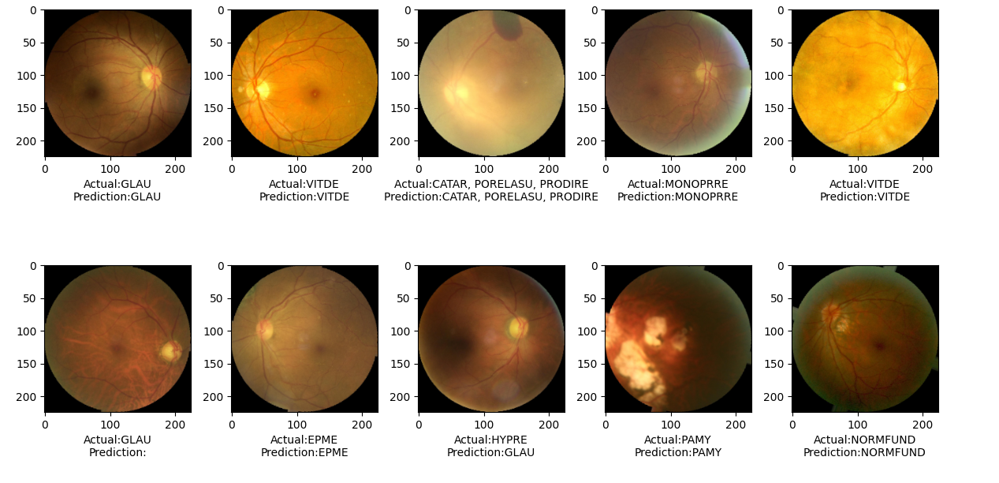 0
50
100
150
200
0 100 200
Actual:GLAU
Prediction:GLAU
0
50
100
150
200
0 100 200
Actual:VITDE
Prediction:VITDE
0
50
100
150
200
0 100 200
Actual:CATAR, PORELASU, PRODIRE
Prediction:CATAR, PORELASU, PRODIRE
0
50
100
150
200
0 100 200
Actual:MONOPRRE
Prediction:MONOPRRE
0
50
100
150
200
0 100 200
Actual:VITDE
Prediction:VITDE
0
50
100
150
200
0 100 200
Actual:GLAU
Prediction:
0
50
100
150
200
0 100 200
Actual:EPME
Prediction:EPME
0
50
100
150
200
0 100 200
Actual:HYPRE
Prediction:GLAU
0
50
100
150
200
0 100 200
Actual:PAMY
Prediction:PAMY
0
50
100
150
200
0 100 200
Actual:NORMFUND
Prediction:NORMFUND